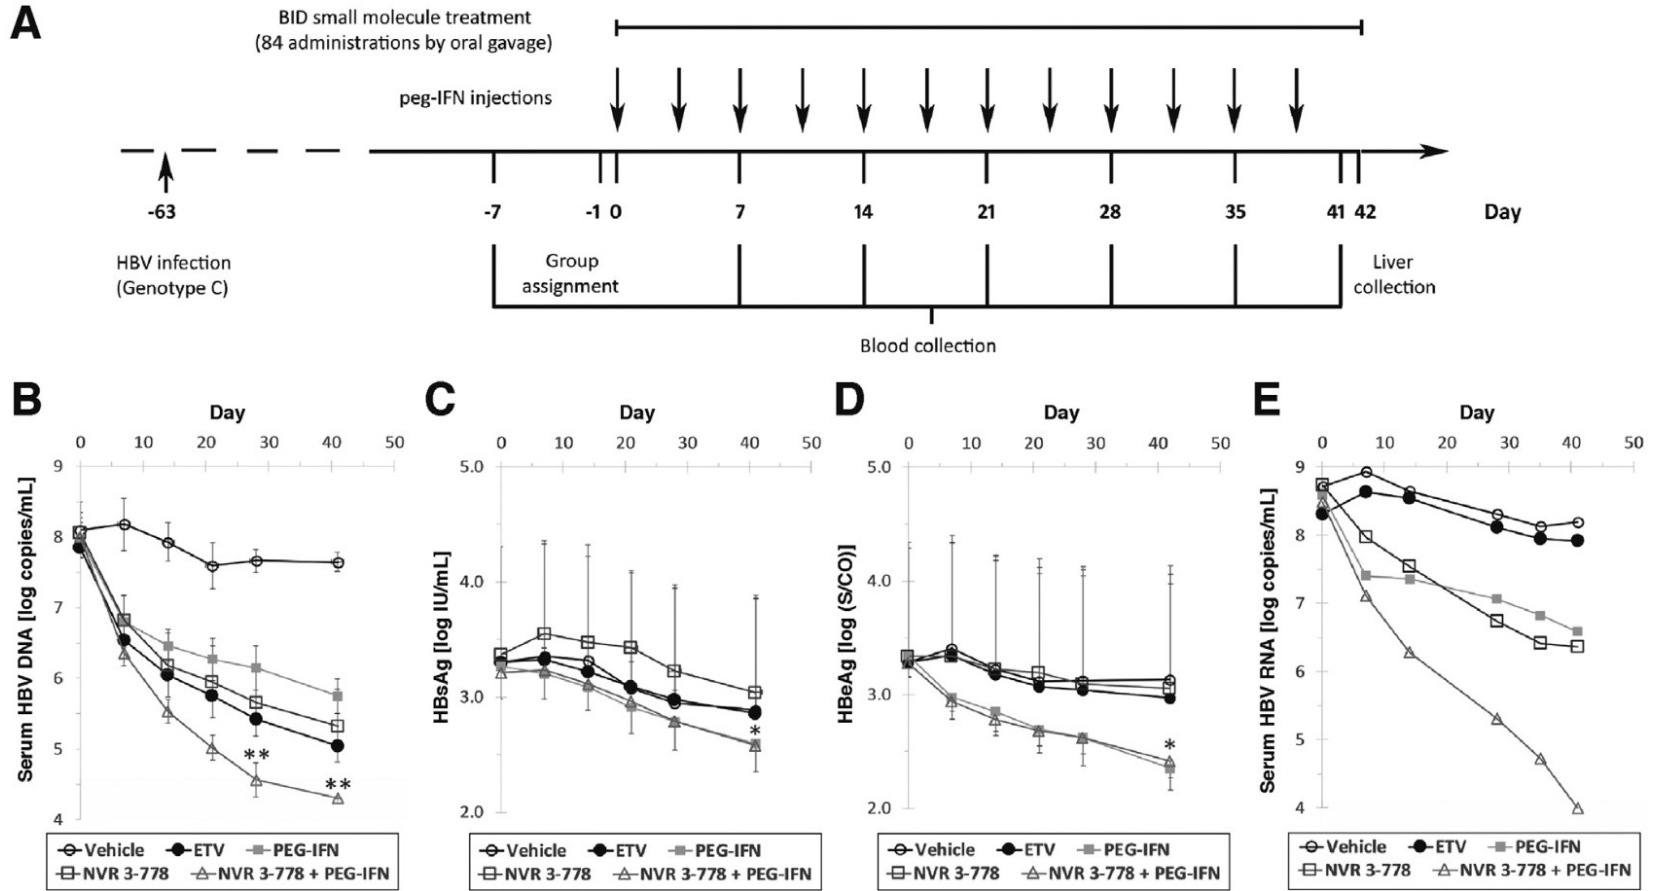 A
BID small molecule treatment
(84 administrations by oral gavage)
peg-IFN injections
-63 -7 -1 0 7 14 21 28 35 41 42 Day
HBV infection
(Genotype C)
Group
assignment
Liver
collection
Blood collection
B
Day
0 10 20 30 40 50
Serum HBV DNA [log copies/mL]
9
8
7
6
5
4
**
**
Vehicle ETV PEG-IFN
NVR 3-778 NVR 3-778 + PEG-IFN
C
Day
0 10 20 30 40 50
HBsAg [log IU/mL]
5.0
4.0
3.0
2.0
*
Vehicle ETV PEG-IFN
NVR 3-778 NVR 3-778 + PEG-IFN
D
Day
0 10 20 30 40 50
HBeAg [log (S/CO)]
5.0
4.0
3.0
2.0
*
Vehicle ETV PEG-IFN
NVR 3-778 NVR 3-778 + PEG-IFN
E
Day
0 10 20 30 40 50
Serum HBV RNA [log copies/mL]
9
8
7
6
5
4
Vehicle ETV PEG-IFN
NVR 3-778 NVR 3-778 + PEG-IFN